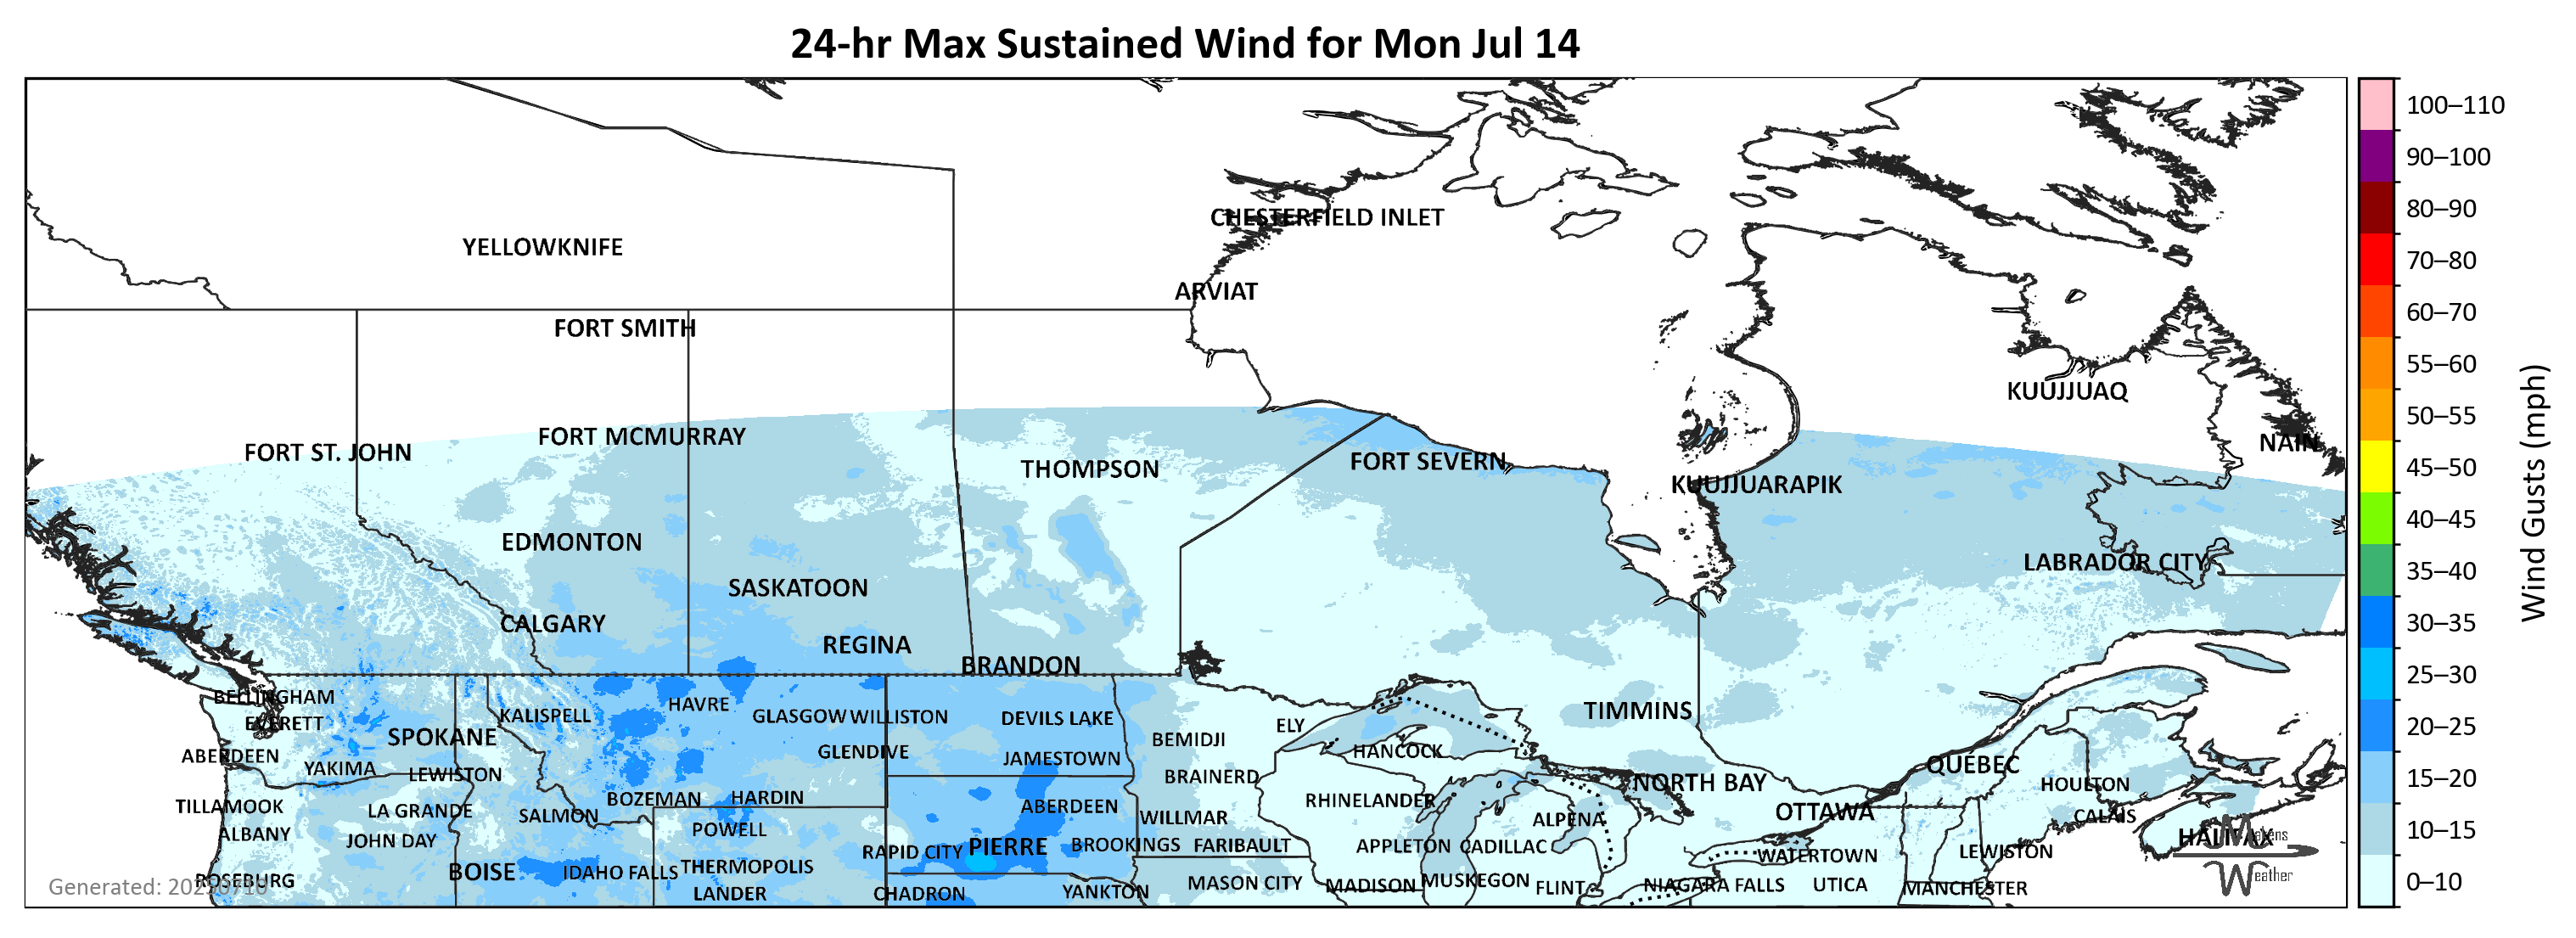 24-hr Max Sustained Wind for Mon Jul 14
100–110
90–100
CHESTERFIELD INLET
80–90
YELLOWKNIFE
70–80
ARVIAT
60–70
FORT SMITH
55–60
KUUJJUAQ
50–55
FORT MCMURRAY
NAIN
FORT ST. JOHN
FORT SEVERN
THOMPSON
45–50
KUUJJUARAPIK
40–45
EDMONTON
LABRADOR CITY
35–40
SASKATOON
CALGARY
30–35
REGINA
BRANDON
25–30
Wind Gusts (mph)
BELLINGHAM
HAVRE
TIMMINS
KALISPELL
GLASGOW
WILLISTON
DEVILS LAKE
EVERETT
ELY
20–25
SPOKANE
BEMIDJI
ABERDEEN
GLENDIVE
JAMESTOWN
HANCOCK
QUÉBEC
YAKIMA
LEWISTON
BRAINERD
NORTH BAY
HOULTON
15–20
BOZEMAN
HARDIN
RHINELANDER
TILLAMOOK
LA GRANDE
SALMON
ABERDEEN
WILLMAR
ALPENA
OTTAWA
CALAIS
ALBANY
POWELL
10–15
HALIFAX
Makens
JOHN DAY
RAPID CITY
PIERRE
BROOKINGS
FARIBAULT
APPLETON
CADILLAC
WATERTOWN
LEWISTON
BOISE
IDAHO FALLS
THERMOPOLIS
Weather
ROSEBURG
MASON CITY
MADISON
MUSKEGON
FLINT
NIAGARA FALLS
UTICA
MANCHESTER
0–10
Generated: 20250710
LANDER
CHADRON
YANKTON